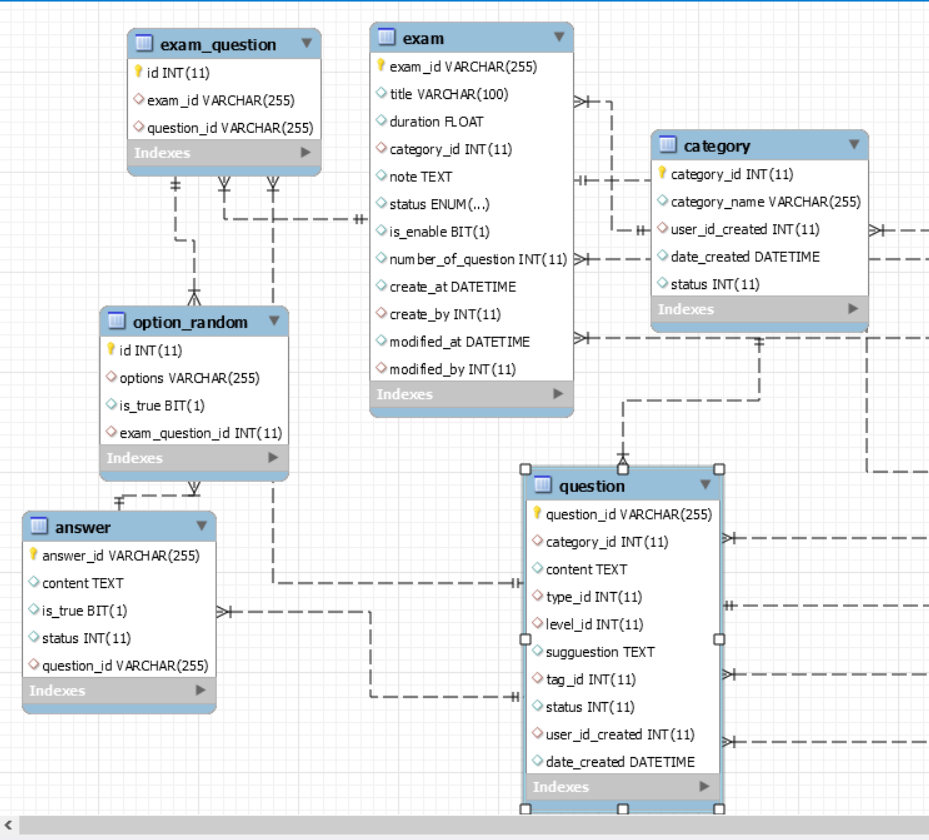 exam_question
id INT(11)
exam_id VARCHAR(255)
question_id VARCHAR(255)
Indexes
exam
exam_id VARCHAR(255)
title VARCHAR(100)
duration FLOAT
category_id INT(11)
note TEXT
status ENUM(...)
is_enable BIT(1)
number_of_question INT(11)
create_at DATETIME
create_by INT(11)
modified_at DATETIME
modified_by INT(11)
Indexes
category
category_id INT(11)
category_name VARCHAR(255)
user_id_created INT(11)
date_created DATETIME
status INT(11)
Indexes
option_random
id INT(11)
options VARCHAR(255)
is_true BIT(1)
exam_question_id INT(11)
Indexes
answer
answer_id VARCHAR(255)
content TEXT
is_true BIT(1)
status INT(11)
question_id VARCHAR(255)
Indexes
question
question_id VARCHAR(255)
category_id INT(11)
content TEXT
type_id INT(11)
level_id INT(11)
sugguestion TEXT
tag_id INT(11)
status INT(11)
user_id_created INT(11)
date_created DATETIME
Indexes